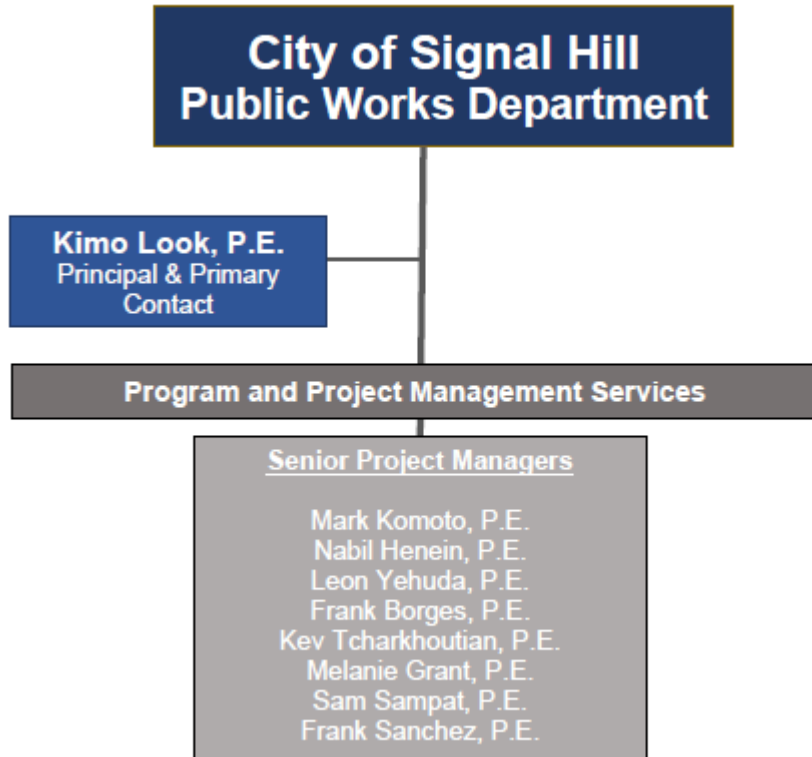 City of Signal Hill
Public Works Department
Kimo Look, P.E.
Principal & Primary
Contact
Program and Project Management Services
Senior Project Managers
Mark Komoto, P.E.
Nabil Henein, P.E.
Leon Yehuda, P.E.
Frank Borges, P.E.
Kev Tcharkhoutian, P.E.
Melanie Grant, P.E.
Sam Sampat, P.E.
Frank Sanchez, P.E.